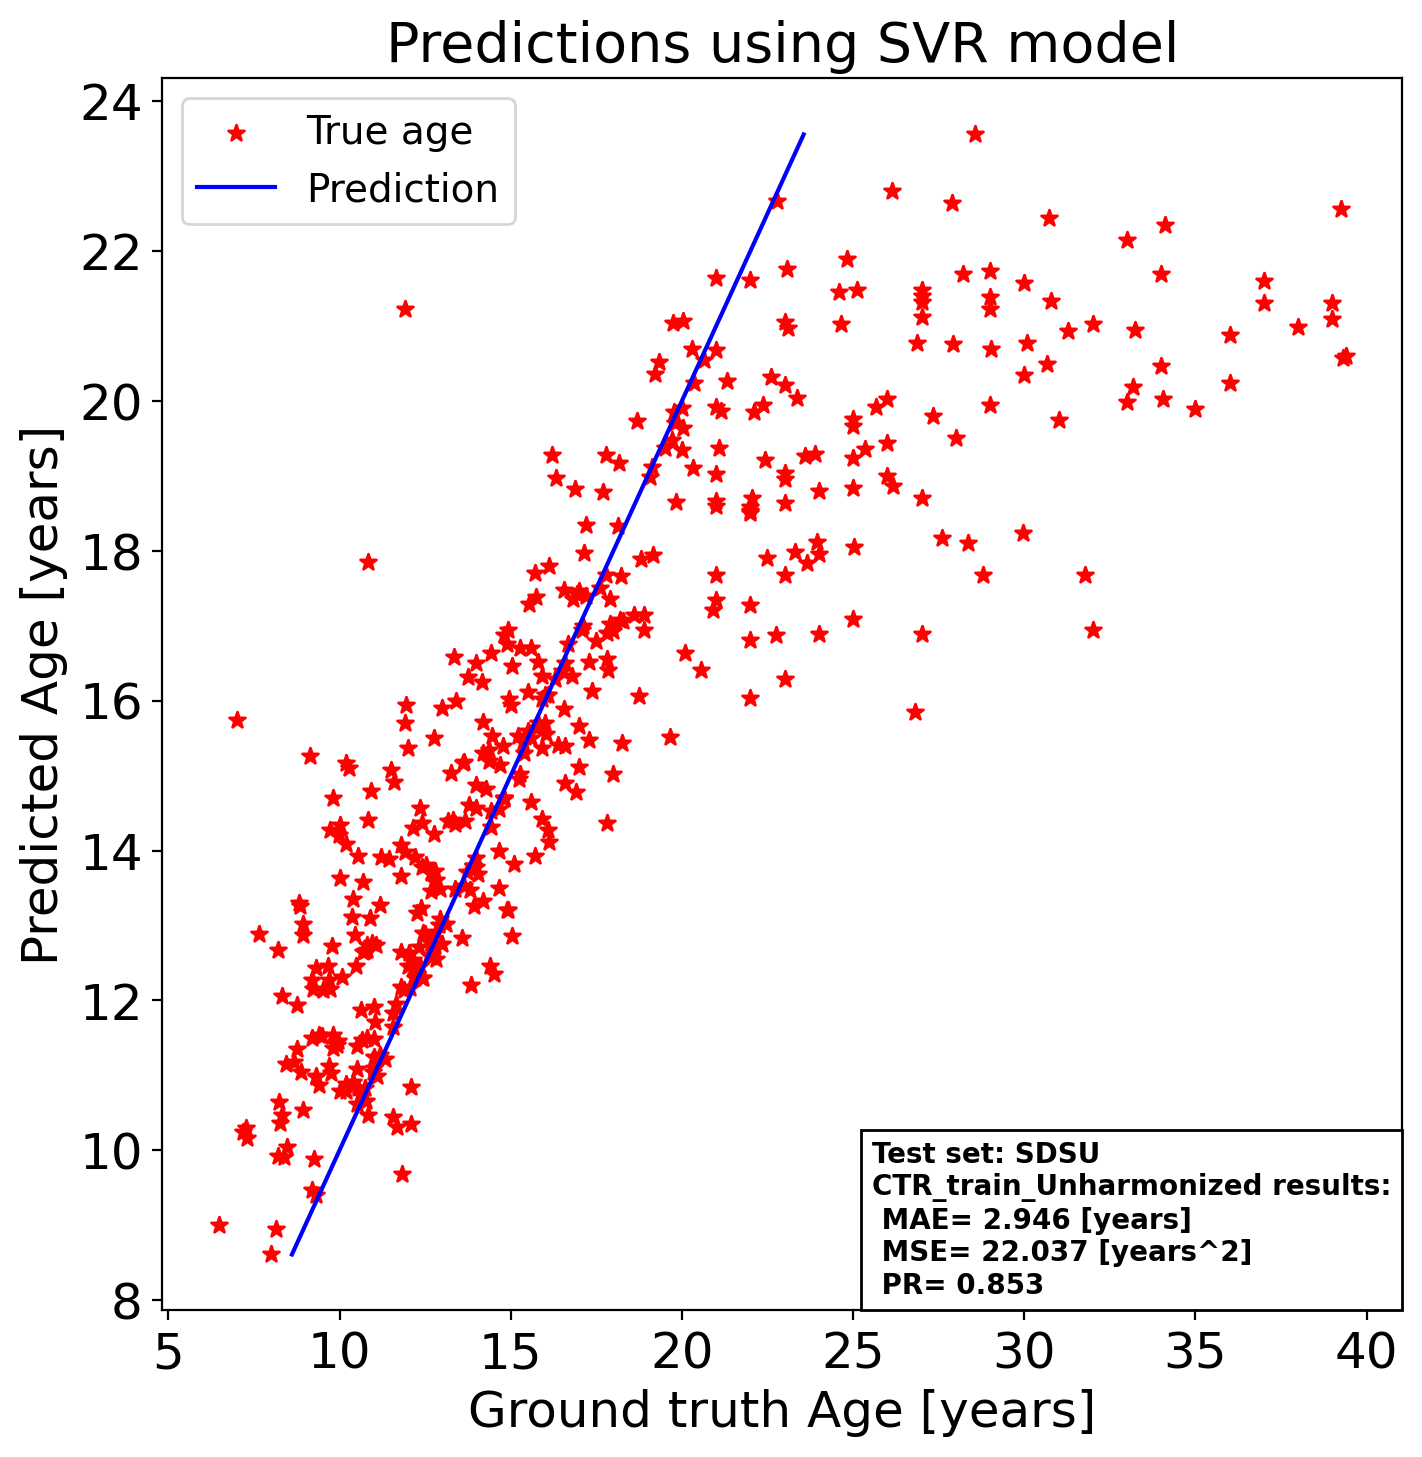 Predictions using SVR model
True age
Prediction
Predicted Age [years]
24
22
20
18
16
14
12
10
8
Test set: SDSU
CTR_train_Unharmonized results:
MAE= 2.946 [years]
MSE= 22.037 [years^2]
PR= 0.853
5 10 15 20 25 30 35 40
Ground truth Age [years]